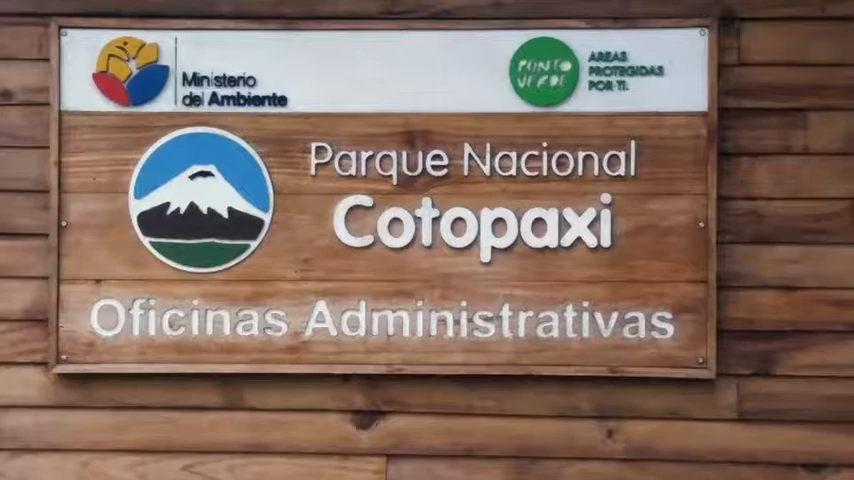 Ministerio
del Ambiente
PUNTO
VERDE
AREAS
PROTEGIDAS
POR TI.
Parque Nacional
Cotopaxi
Oficinas Administrativas